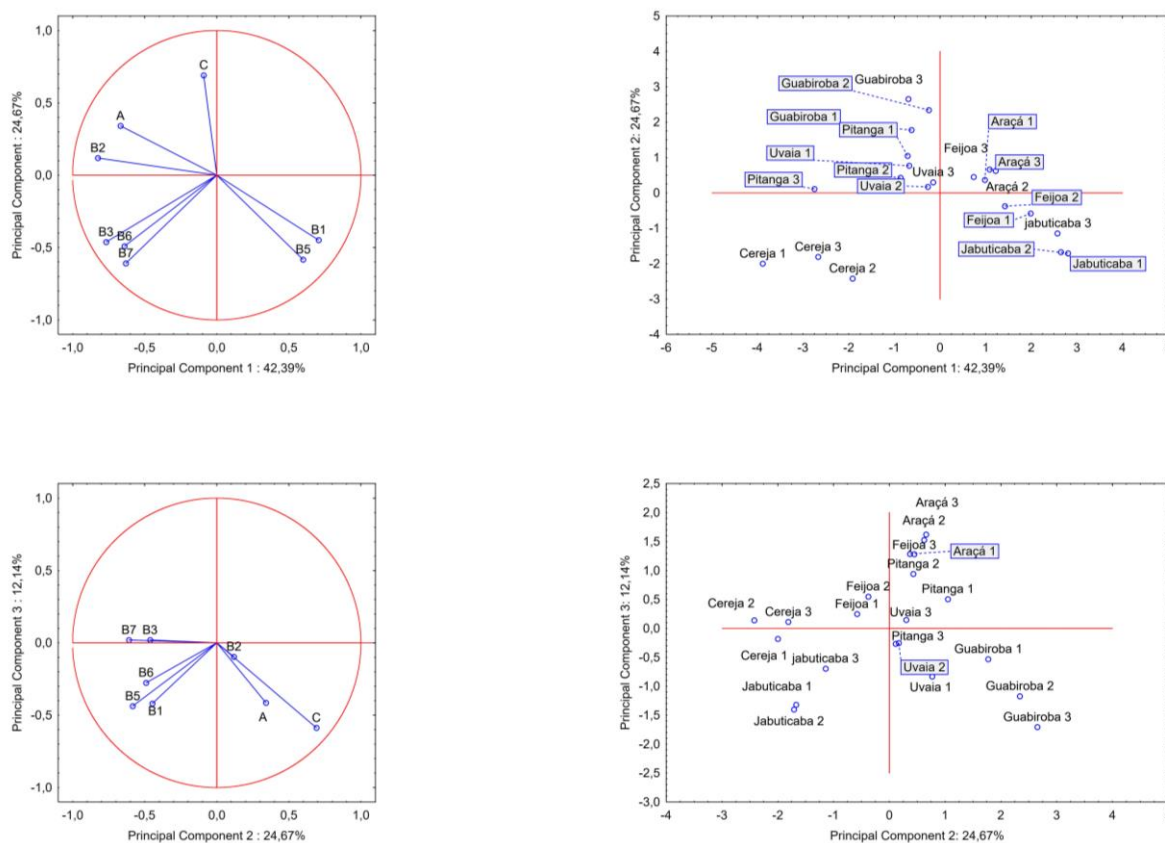 1,0
0,5
0,0
-0,5
-1,0
Principal Component 2 : 24,67%
C
A
B2
B3
B6
B7
B1
B5
-1,0 -0,5 0,0 0,5 1,0
Principal Component 1 : 42,39%
5
4
3
2
1
0
-1
-2
-3
-4
Principal Component 2: 24,67%
Guabiroba 2
Guabiroba 3
Guabiroba 1
Pitanga 1
Araçá 1
Uvaia 1
Feijoa 3
Pitanga 2
Uvaia 3
Araçá 3
Pitanga 3
Uvaia 2
Araçá 2
Feijoa 2
Feijoa 1
jabuticaba 3
Cereja 3
Cereja 1
Cereja 2
Jabuticaba 2
Jabuticaba 1
-6 -5 -4 -3 -2 -1 0 1 2 3 4 5
Principal Component 1: 42,39%
1,0
0,5
0,0
-0,5
-1,0
Principal Component 3 : 12,14%
B7 B3
B2
B6
B5
B1
A
C
-1,0 -0,5 0,0 0,5 1,0
Principal Component 2 : 24,67%
2,5
2,0
1,5
1,0
0,5
0,0
-0,5
-1,0
-1,5
-2,0
-2,5
-3,0
Principal Component 3: 12,14%
Araçá 3
Araçá 2
Feijoa 3
Araçá 1
Pitanga 2
Feijoa 2
Pitanga 1
Cereja 2
Cereja 3
Feijoa 1
Uvaia 3
Cereja 1
jabuticaba 3
Pitanga 3
Guabiroba 1
Uvaia 2
Jabuticaba 1
Uvaia 1
Guabiroba 2
Jabuticaba 2
Guabiroba 3
-4 -3 -2 -1 0 1 2 3 4 5
Principal Component 2: 24,67%